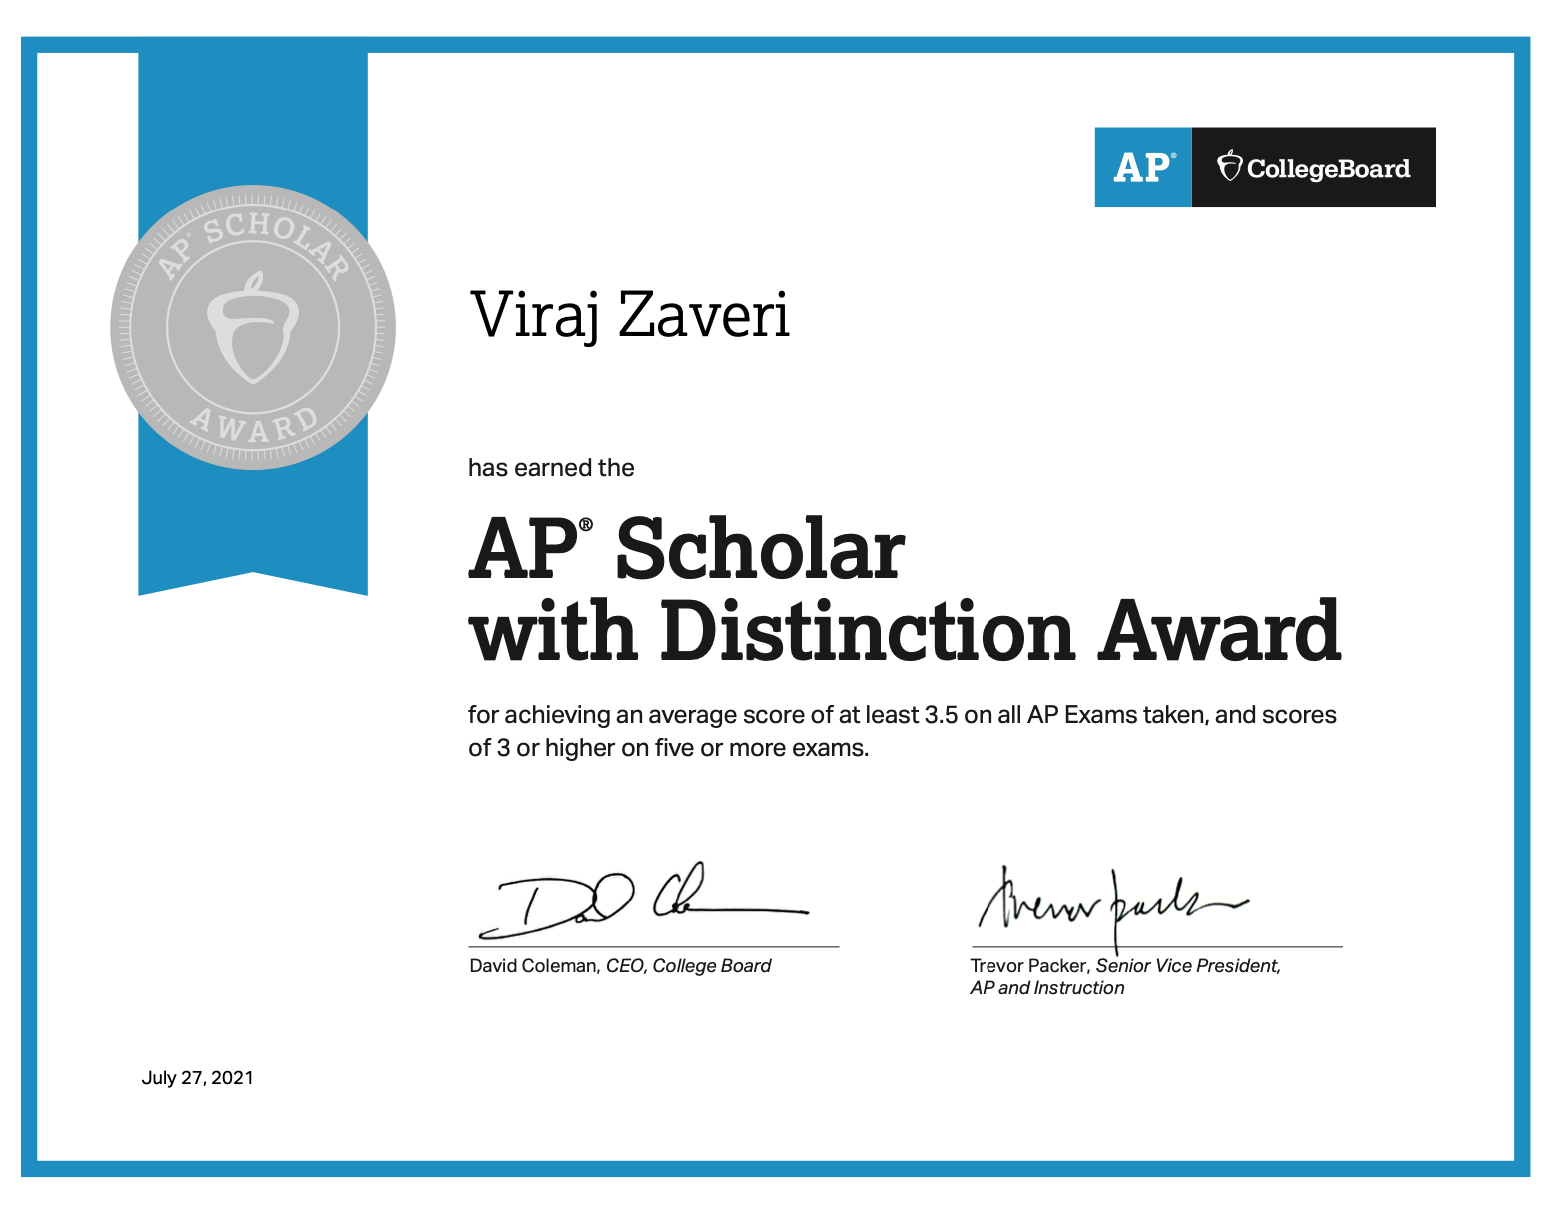 AP® CollegeBoard
AP® SCHOLAR
AWARD
Viraj Zaveri
has earned the
AP® Scholar
with Distinction Award
for achieving an average score of at least 3.5 on all AP Exams taken, and scores
of 3 or higher on five or more exams.
David Coleman, CEO, College Board
Trevor Packer
Trevor Packer, Senior Vice President,
AP and Instruction
July 27, 2021